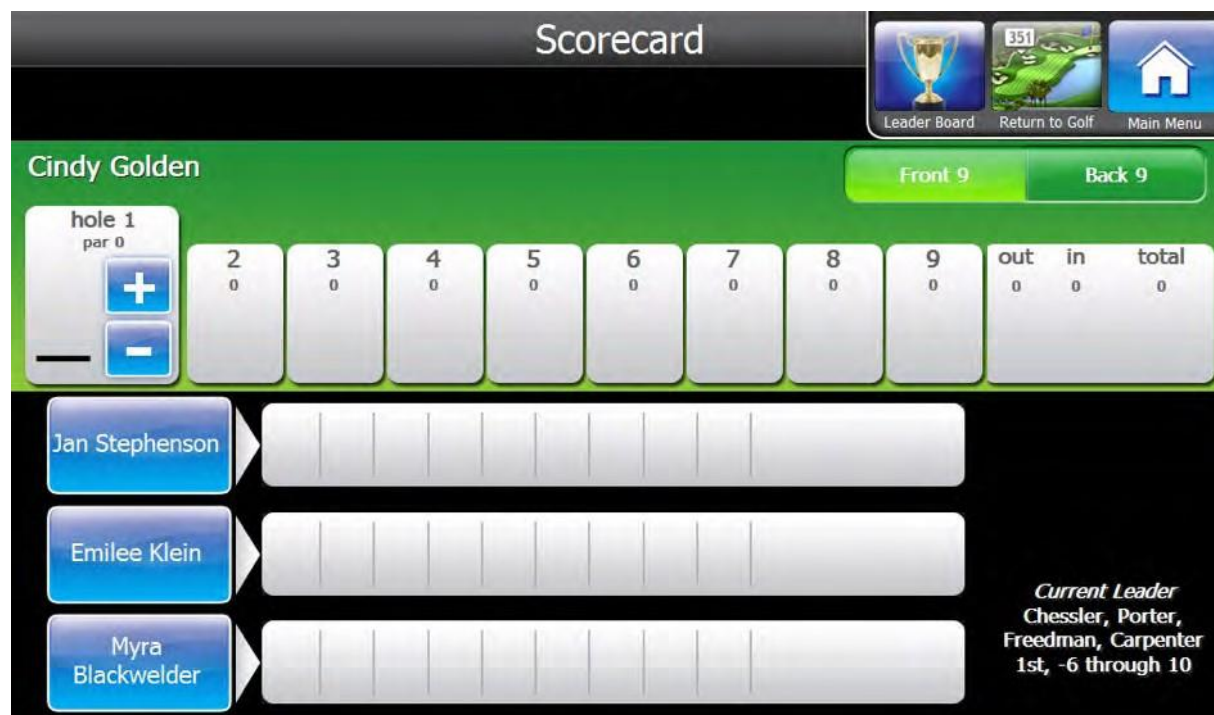 Scorecard
351
Leader Board
Return to Golf
Main Menu
Cindy Golden
Front 9
Back 9
hole 1
par 0
+
-
2
0
3
0
4
0
5
0
6
0
7
0
8
0
9
0
out in total
0 0 0
Jan Stephenson
Emilee Klein
Myra
Blackwelder
Current Leader
Chessler, Porter,
Freedman, Carpenter
1st, -6 through 10